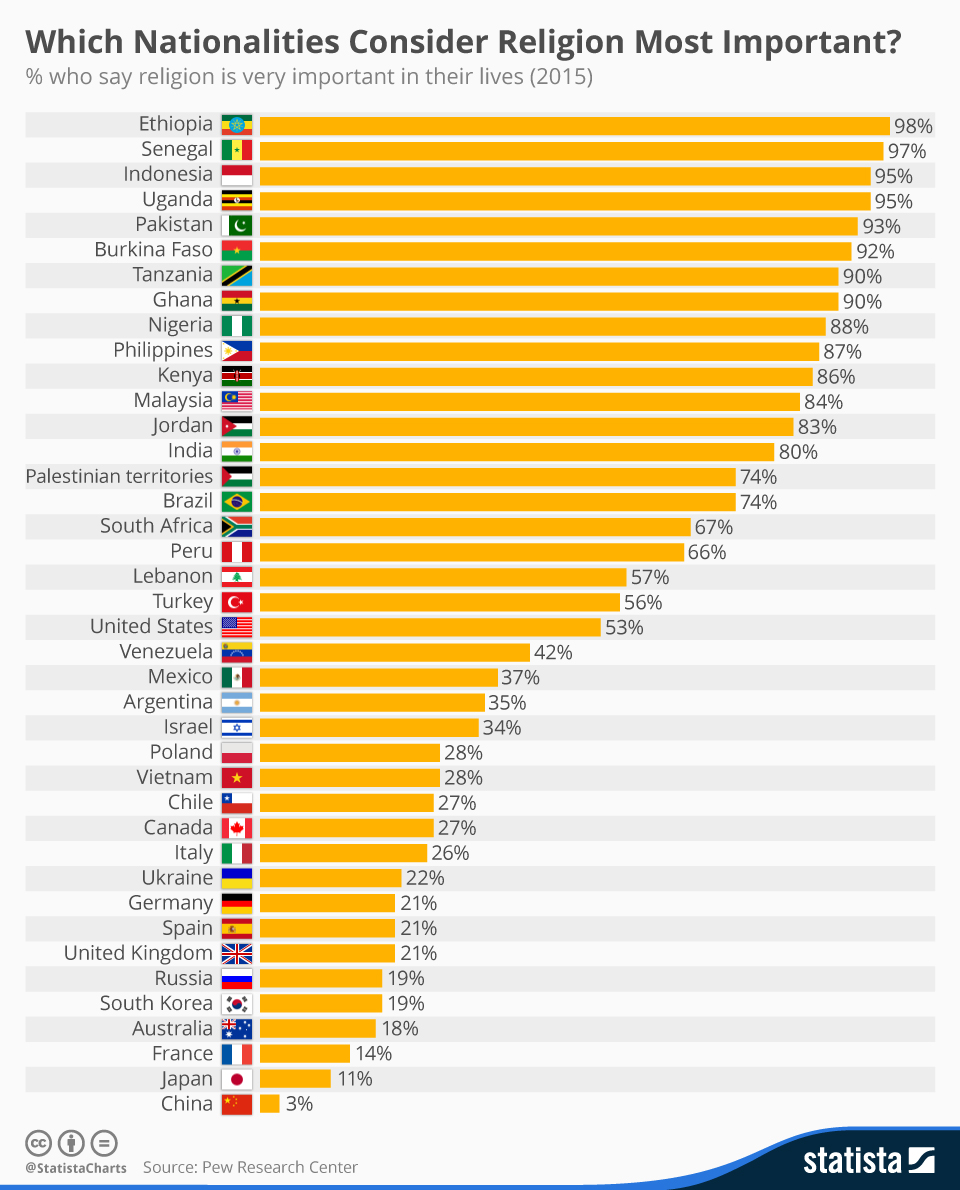 Which Nationalities Consider Religion Most Important?
% who say religion is very important in their lives (2015)
Ethiopia 98%
Senegal 97%
Indonesia 95%
Uganda 95%
Pakistan 93%
Burkina Faso 92%
Tanzania 90%
Ghana 90%
Nigeria 88%
Philippines 87%
Kenya 86%
Malaysia 84%
Jordan 83%
India 80%
Palestinian territories 74%
Brazil 74%
South Africa 67%
Peru 66%
Lebanon 57%
Turkey 56%
United States 53%
Venezuela 42%
Mexico 37%
Argentina 35%
Israel 34%
Poland 28%
Vietnam 28%
Chile 27%
Canada 27%
Italy 26%
Ukraine 22%
Germany 21%
Spain 21%
United Kingdom 21%
Russia 19%
South Korea 19%
Australia 18%
France 14%
Japan 11%
China 3%
cc
@StatistaCharts Source: Pew Research Center
statista